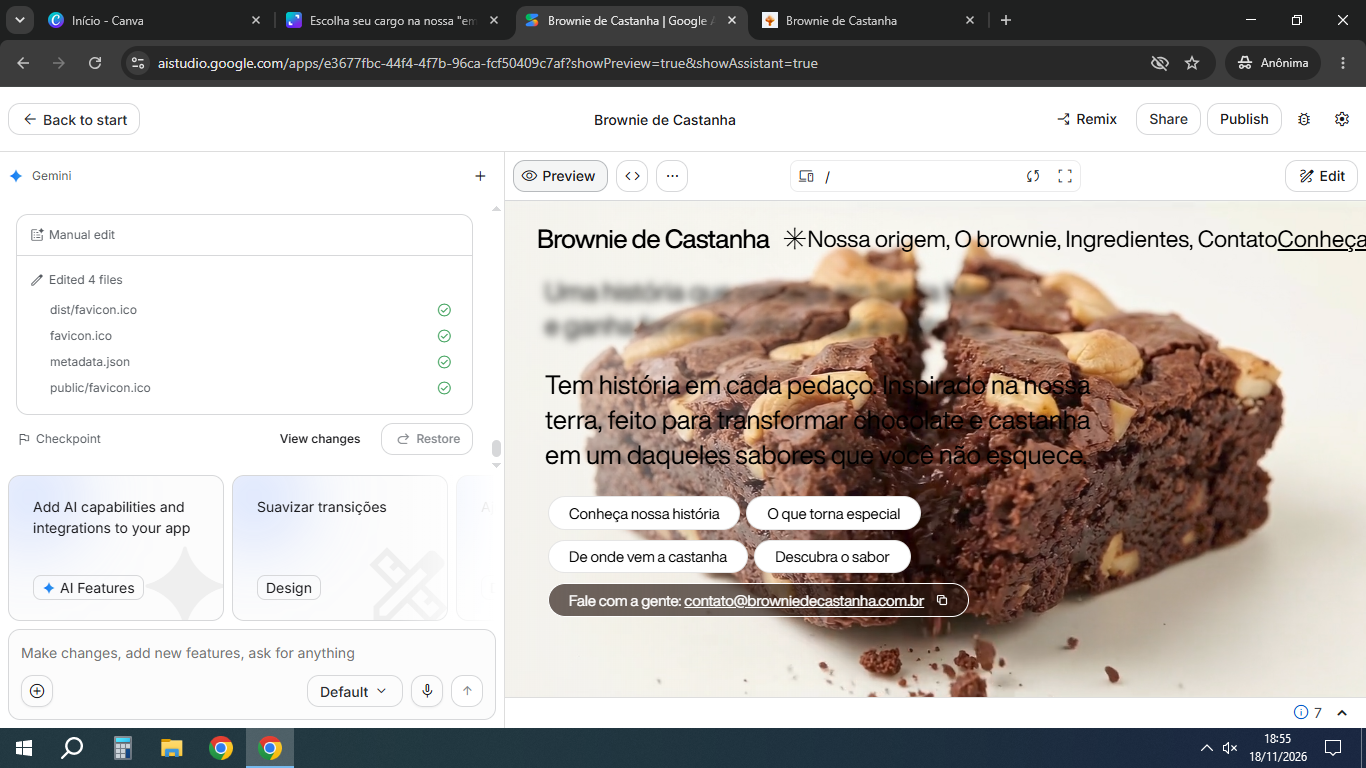 Início - Canva
Escolha seu cargo na nossa "em
Brownie de Castanha | Google A
Brownie de Castanha
aistudio.google.com/apps/e3677fbc-44f4-4f7b-96ca-fcf50409c7af?showPreview=true&showAssistant=true
Anônima
Back to start
Brownie de Castanha
Remix
Share
Publish
Gemini
Preview
/
Edit
Manual edit
Edited 4 files
dist/favicon.ico
favicon.ico
metadata.json
public/favicon.ico
Checkpoint
View changes
Restore
Add AI capabilities and
integrations to your app
AI Features
Suavizar transições
Design
Make changes, add new features, ask for anything
Default
Brownie de Castanha
Nossa origem, O brownie, Ingredientes, Contato
Conheça
Uma história que
e ganha
Tem história em cada pedaço. Inspirado na nossa
terra, feito para transformar chocolate e castanha
em um daqueles sabores que você não esquece.
Conheça nossa história
O que torna especial
De onde vem a castanha
Descubra o sabor
Fale com a gente: contato@browniedecastanha.com.br
7
18:55
18/11/2026